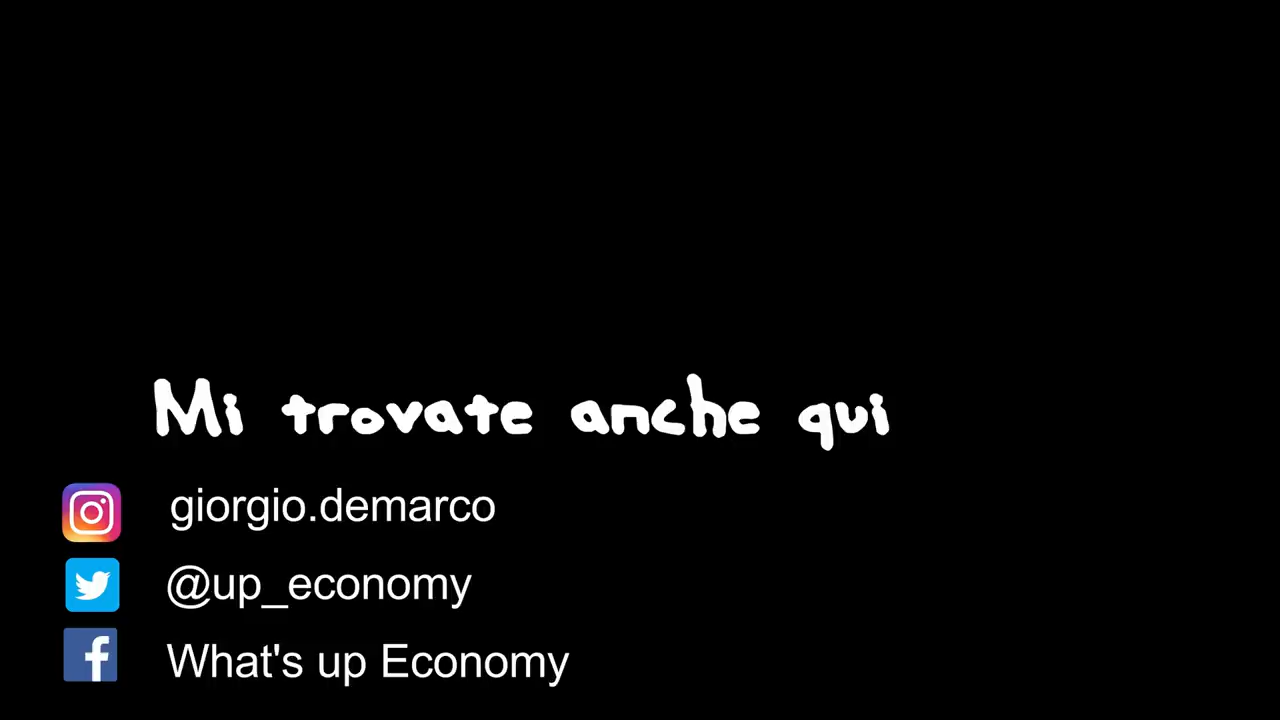 Mi trovate anche qui
giorgio.demarco
@up_economy
What's up Economy